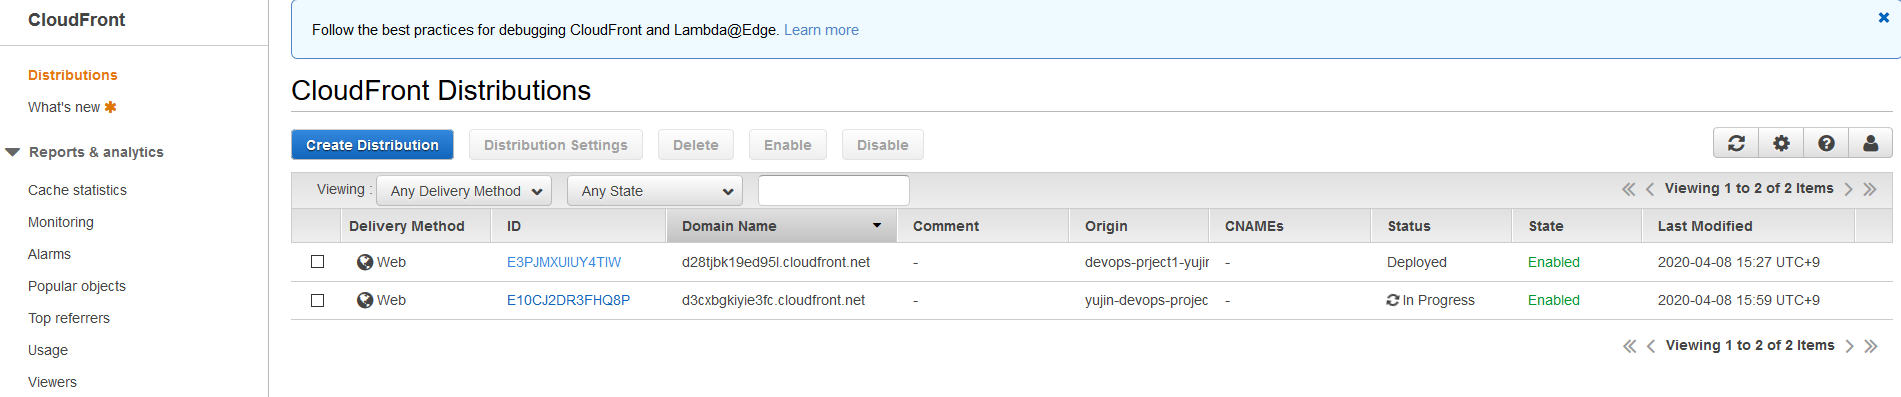 CloudFront
Distributions
What's new
Reports & analytics
Cache statistics
Monitoring
Alarms
Popular objects
Top referrers
Usage
Viewers
Follow the best practices for debugging CloudFront and Lambda@Edge. Learn more
CloudFront Distributions
Create Distribution Distribution Settings Delete Enable Disable
Viewing : Any Delivery Method Any State Viewing 1 to 2 of 2 Items
Delivery Method ID Domain Name Comment Origin CNAMEs Status State Last Modified
Web E3PJMXUIUY4TIW d28tjbk19ed95l.cloudfront.net - devops-prject1-yujin - Deployed Enabled 2020-04-08 15:27 UTC+9
Web E10CJ2DR3FHQ8P d3cxbgkiyie3fc.cloudfront.net - yujin-devops-projec - In Progress Enabled 2020-04-08 15:59 UTC+9
Viewing 1 to 2 of 2 Items